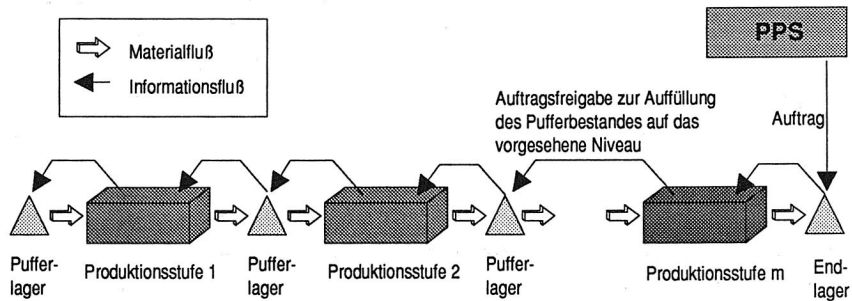 PPS
Materialfluß
Informationsfluß
Auftragsfreigabe zur Auffüllung
des Pufferbestandes auf das
vorgesehene Niveau
Auftrag
Puffer-
lager
Produktionsstufe 1
Puffer-
lager
Produktionsstufe 2
Puffer-
lager
Produktionsstufe m
End-
lager